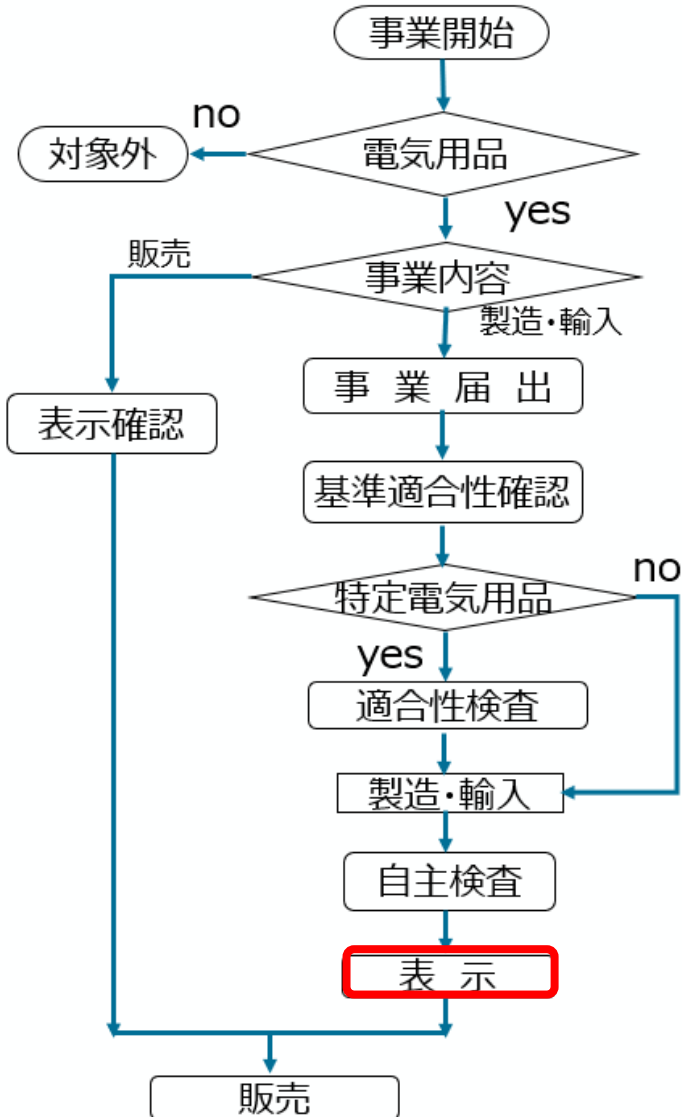 事業開始
no
対象外
電気用品
yes
販売
事業内容
製造・輸入
事業届出
表示確認
基準適合性確認
no
特定電気用品
yes
適合性検査
製造・輸入
自主検査
表示
販売